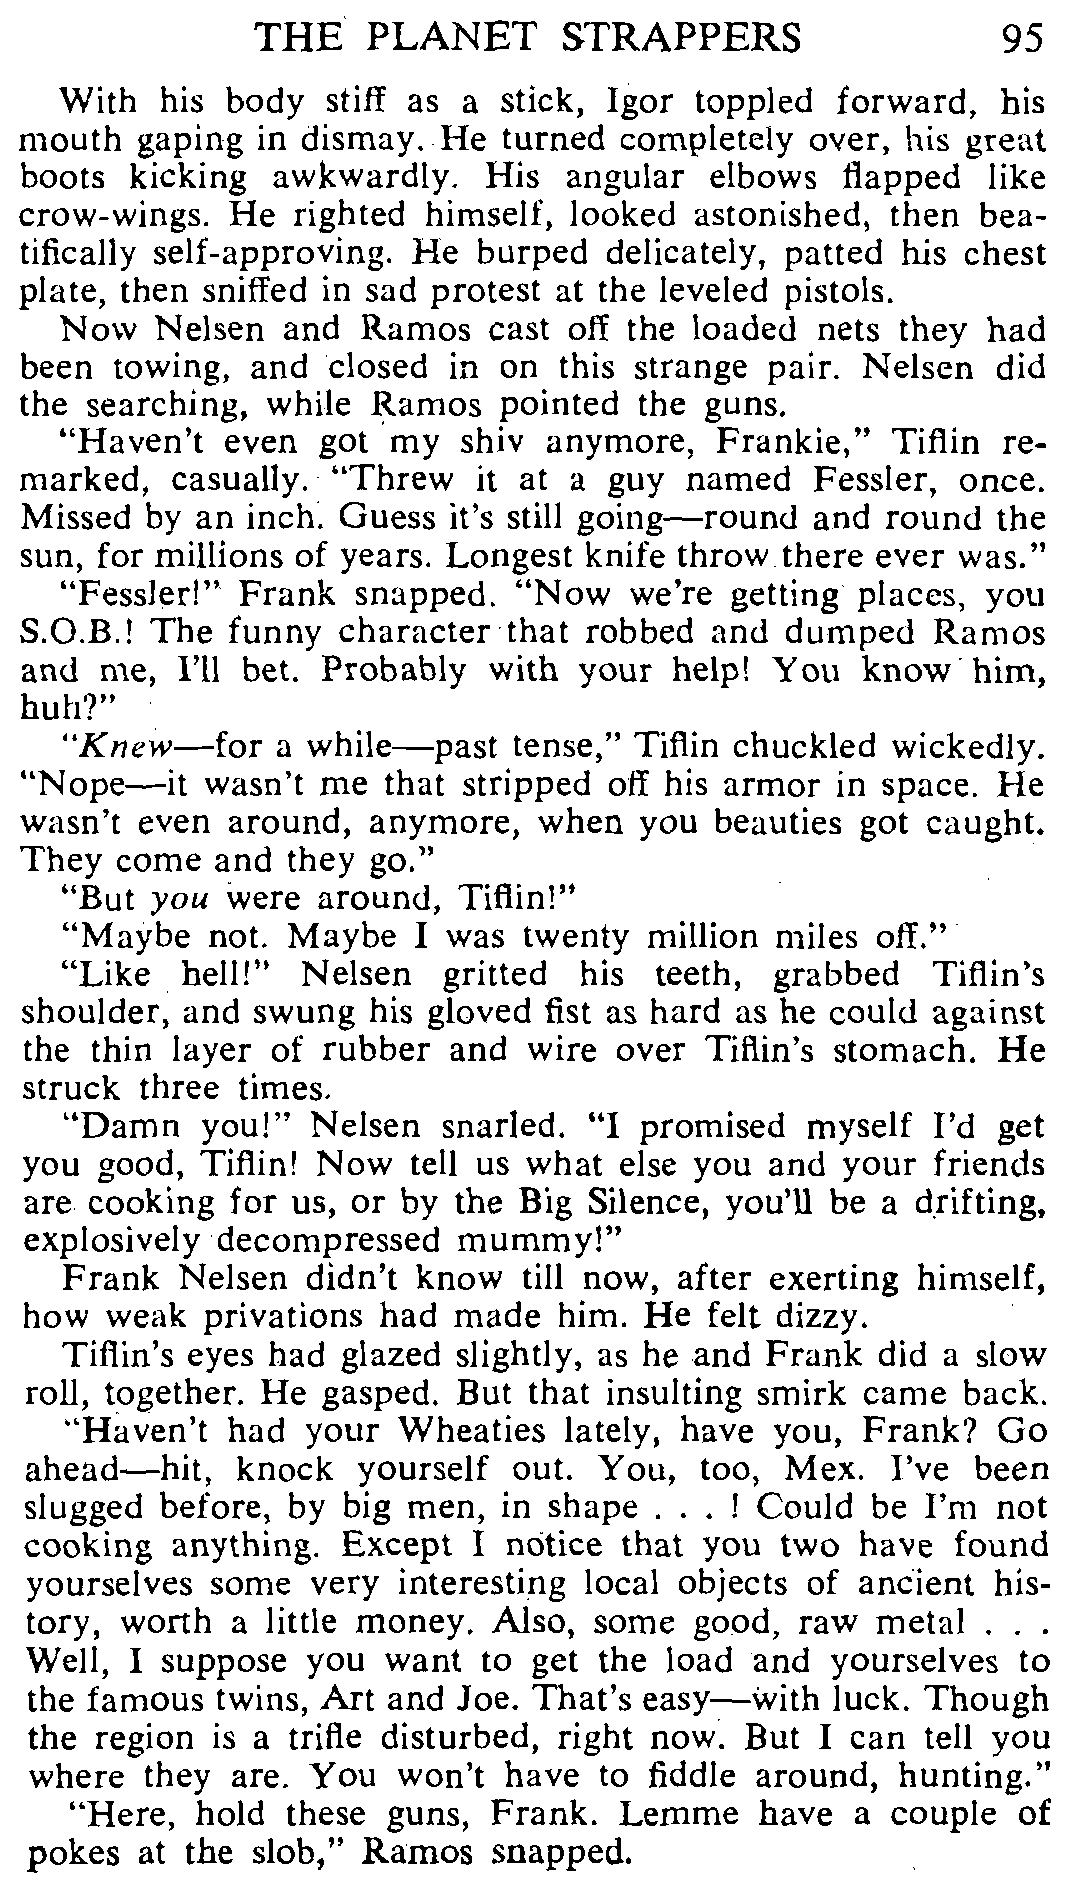 THE PLANET STRAPPERS 95
With his body stiff as a stick, Igor toppled forward, his
mouth gaping in dismay. He turned completely over, his great
boots kicking awkwardly. His angular elbows flapped like
crow-wings. He righted himself, looked astonished, then bea-
tifically self-approving. He burped delicately, patted his chest
plate, then sniffed in sad protest at the leveled pistols.
Now Nelsen and Ramos cast off the loaded nets they had
been towing, and closed in on this strange pair. Nelsen did
the searching, while Ramos pointed the guns.
“Haven't even got my shiv anymore, Frankie,” Tiflin re-
marked, casually. “Threw it at a guy named Fessler, once.
Missed by an inch. Guess it's still going—round and round the
sun, for millions of years. Longest knife throw there ever was.”
“Fessler!” Frank snapped. “Now we're getting places, you
S.O.B.! The funny character that robbed and dumped Ramos
and me, I'll bet. Probably with your help! You know him,
huh?”
“Knew—for a while—past tense,” Tiflin chuckled wickedly.
“Nope—it wasn't me that stripped off his armor in space. He
wasn't even around, anymore, when you beauties got caught.
They come and they go.”
“But you were around, Tiflin!”
“Maybe not. Maybe I was twenty million miles off.”
“Like hell!” Nelsen gritted his teeth, grabbed Tiflin's
shoulder, and swung his gloved fist as hard as he could against
the thin layer of rubber and wire over Tiflin's stomach. He
struck three times.
“Damn you!” Nelsen snarled. “I promised myself I'd get
you good, Tiflin! Now tell us what else you and your friends
are cooking for us, or by the Big Silence, you'll be a drifting,
explosively decompressed mummy!”
Frank Nelsen didn't know till now, after exerting himself,
how weak privations had made him. He felt dizzy.
Tiflin's eyes had glazed slightly, as he and Frank did a slow
roll, together. He gasped. But that insulting smirk came back.
“Haven't had your Wheaties lately, have you, Frank? Go
ahead—hit, knock yourself out. You, too, Mex. I've been
slugged before, by big men, in shape . . . ! Could be I'm not
cooking anything. Except I notice that you two have found
yourselves some very interesting local objects of ancient his-
tory, worth a little money. Also, some good, raw metal . . .
Well, I suppose you want to get the load and yourselves to
the famous twins, Art and Joe. That's easy—with luck. Though
the region is a trifle disturbed, right now. But I can tell you
where they are. You won't have to fiddle around, hunting.”
“Here, hold these guns, Frank. Lemme have a couple of
pokes at the slob,” Ramos snapped.